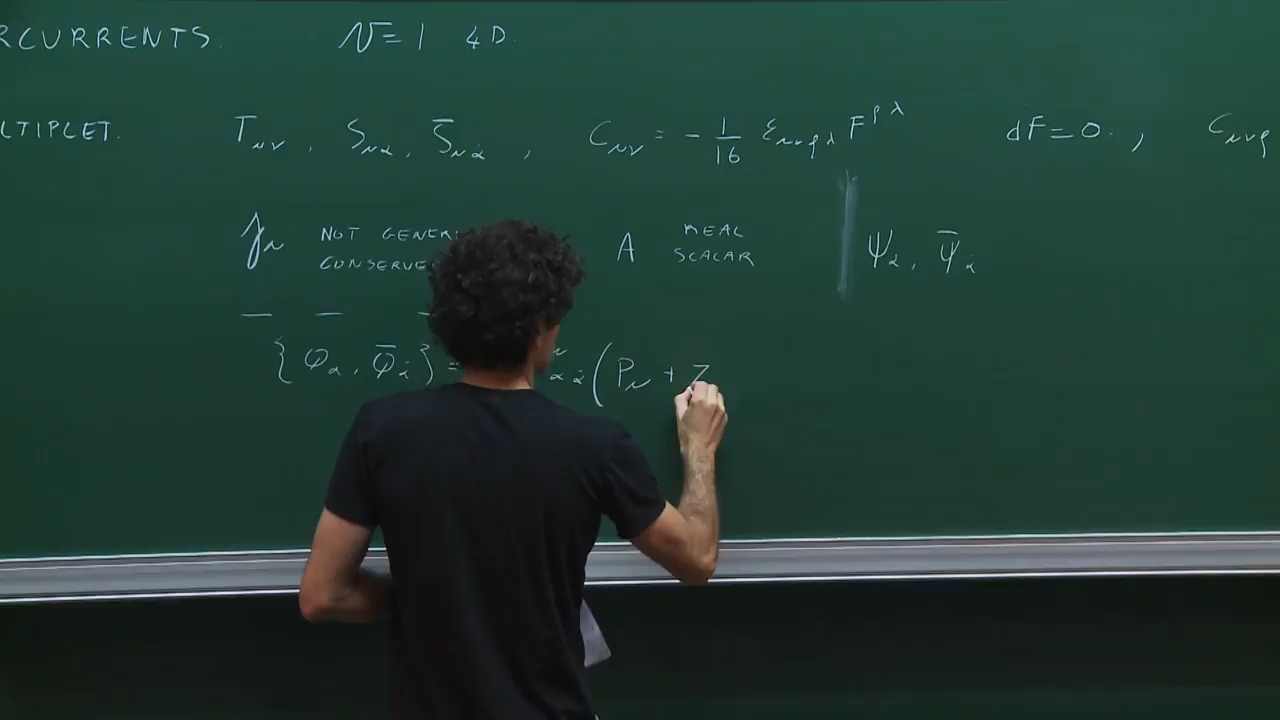 RCURRENTS. N=1 4D.
LTIPLET. T_{μν}, S_{μα}, S̄_{μα̇}, C_{μν} = -1/16 ε_{μνρλ} F^{ρλ} dF=0., C_{μνρ}
j_μ NOT GENER A REAL
CONSERVE SCALAR ψ_α, ψ̄_α̇
{Q_α, Q̄_α̇} = (P_μ + Z